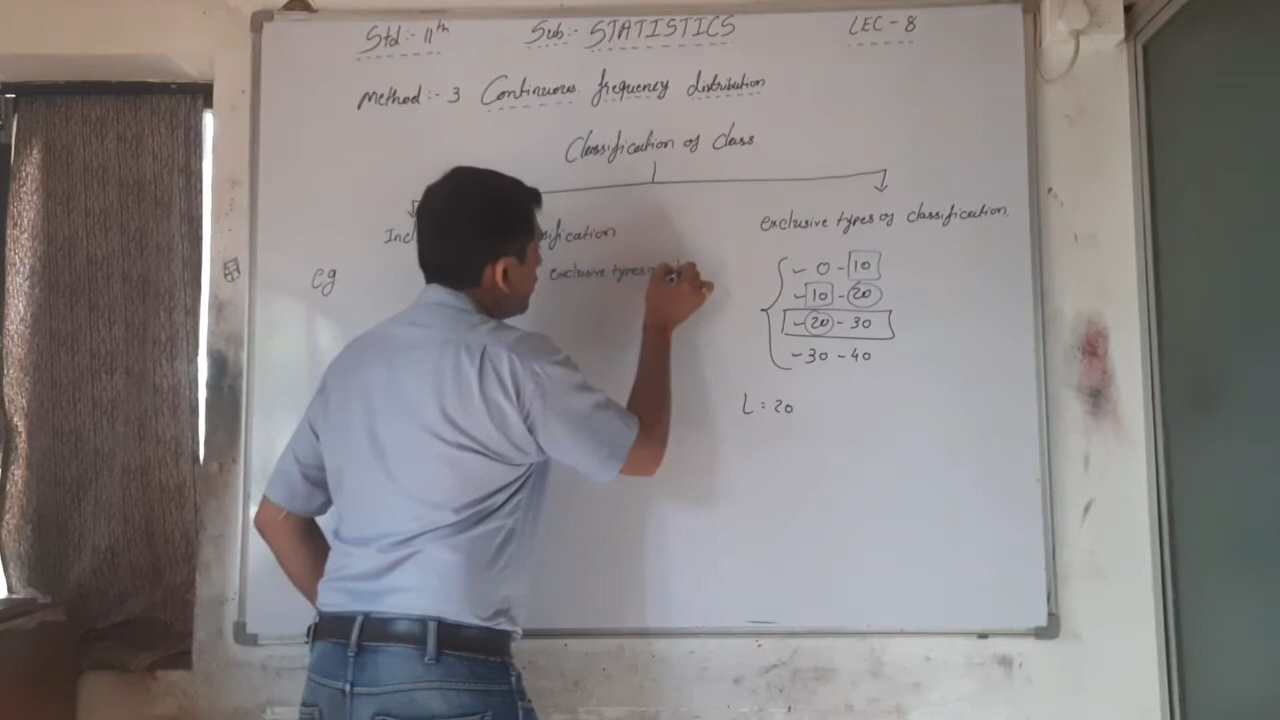 Std:- 11th Sub:- STATISTICS LEC-8
Method:- 3 Continuous frequency distribution
Classification of class
Incl ification exclusive types of classification.
eg exclusive types
- 0 - 10
- 10 - 20
- 20 - 30
- 30 - 40
L = 20